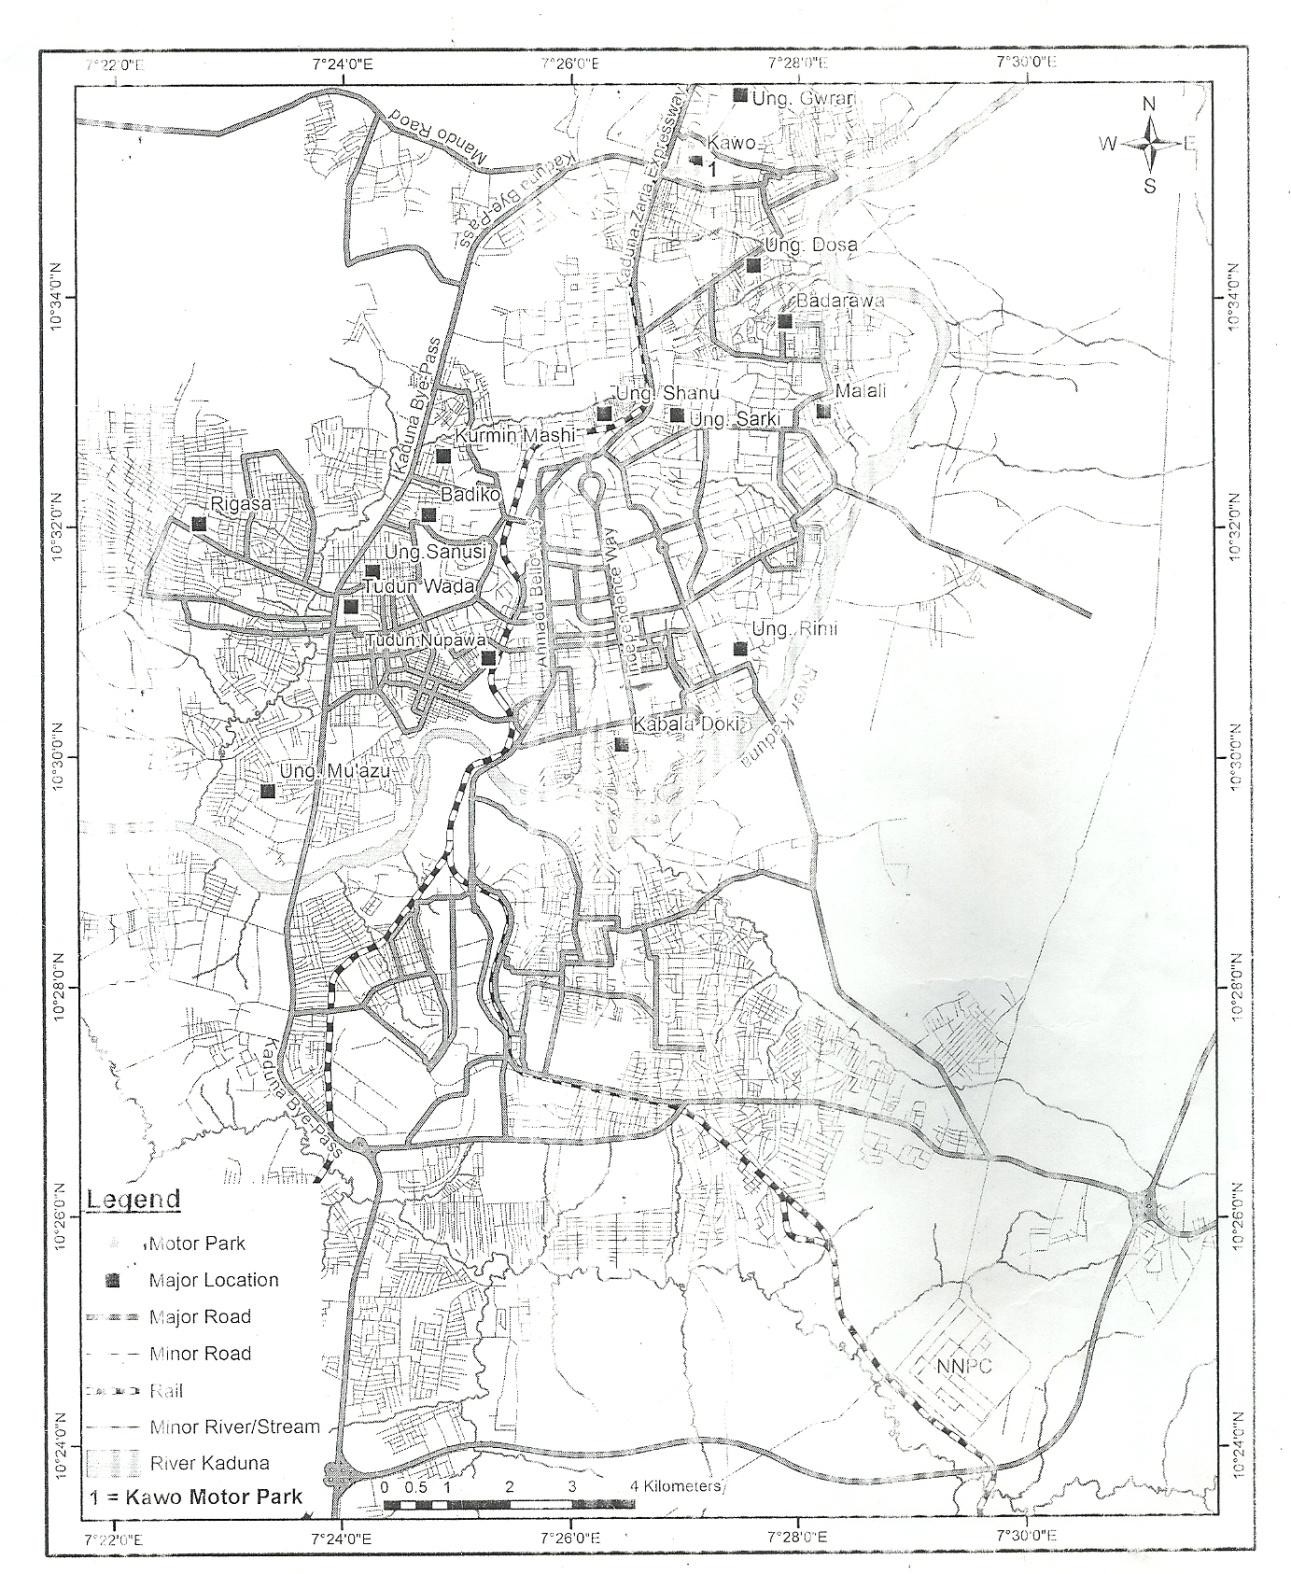 7°22'0"E 7°24'0"E 7°26'0"E 7°28'0"E 7°30'0"E
N
W E
S
Ung. Gwrari
Mando Raod
Kaduna Bye-Pass
Kaduna-Zaria Expressway
Kawo
1
Ung. Dosa
10°34'0"N
10°34'0"N
Badarawa
Kaduna Bye-Pass
Ung. Shanu
Malali
Ung. Sarki
Kurmin Mashi
Badiko
Rigasa
10°32'0"N
10°32'0"N
Ung. Sanusi
Tudun Wada
Ahmadu Bello Way
Independence Way
Tudun Nupawa
Ung. Rimi
River Kaduna
Kabala Doki
10°30'0"N
10°30'0"N
Ung. Mu'azu
10°28'0"N
10°28'0"N
Kaduna Bye-Pass
10°26'0"N
10°26'0"N
NNPC
10°24'0"N
10°24'0"N
Legend
Motor Park
Major Location
Major Road
Minor Road
Rail
Minor River/Stream
River Kaduna
1 = Kawo Motor Park
0 0.5 1 2 3 4 Kilometers
7°22'0"E 7°24'0"E 7°26'0"E 7°28'0"E 7°30'0"E